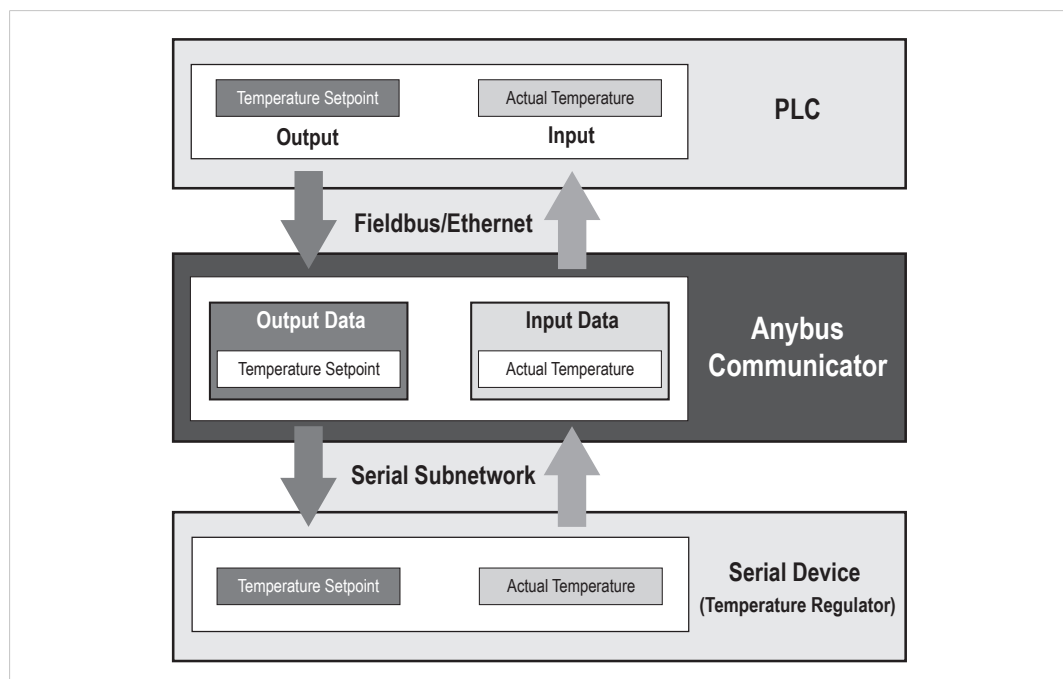 Temperature Setpoint
Actual Temperature
Output
Input
PLC
Fieldbus/Ethernet
Output Data
Input Data
Temperature Setpoint
Actual Temperature
Anybus
Communicator
Serial Subnetwork
Temperature Setpoint
Actual Temperature
Serial Device
(Temperature Regulator)